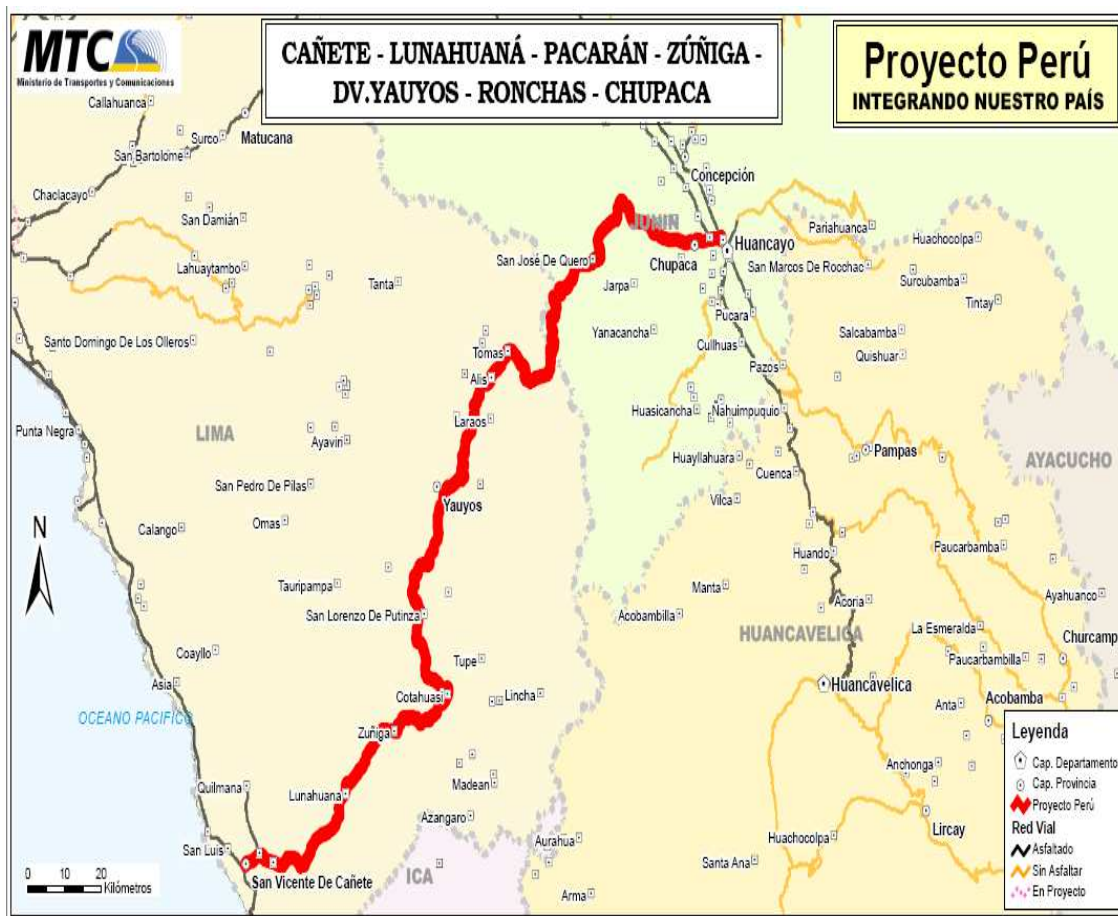 MTC
Ministerio de Transportes y Comunicaciones
CAÑETE - LUNAHUANÁ - PACARÁN - ZÚÑIGA -
DV.YAUYOS - RONCHAS - CHUPACA
Proyecto Perú
INTEGRANDO NUESTRO PAÍS
Callahuanca
Surco
Matucana
San Bartolome
Concepción
Chaclacayo
San Damián
JUNIN
Pariahuanca
Huachocolpa
Huancayo
Chupaca
San José De Quero
San Marcos De Rocchac
Lahuaytambo
Tanta
Jarpa
Surcubamba
Tintay
Pucara
Yanacancha
Salcabamba
Santo Domingo De Los Olleros
Cullhuas
Tomas
Quishuar
Pazos
Alis
Huasicancha
Ñahuimpuquio
Laraos
Punta Negra
LIMA
Ayaviri
Pampas
Huayllahuara
AYACUCHO
Cuenca
San Pedro De Pilas
Yauyos
Vilca
N
Calango
Omas
Huando
Paucarbamba
Tauripampa
Manta
Ayahuanco
Acoria
San Lorenzo De Putinza
Acobambilla
HUANCAVELICA
La Esmeralda
Churcamp
Coayllo
Tupe
Paucarbambilla
Asia
Huancavelica
Cotahuasi
Lincha
Anta
Acobamba
OCEANO PACIFICO
Zuñiga
Leyenda
Cap. Departamento
Cap. Provincia
Proyecto Perú
Red Vial
Asfaltado
Sin Asfaltar
En Proyecto
Anchonga
Quilmana
Lunahuana
Madean
Azangaro
Lircay
San Luis
Aurahua
Huachocolpa
Santa Ana
ICA
San Vicente De Cañete
Arma
0 10 20
Kilómetros